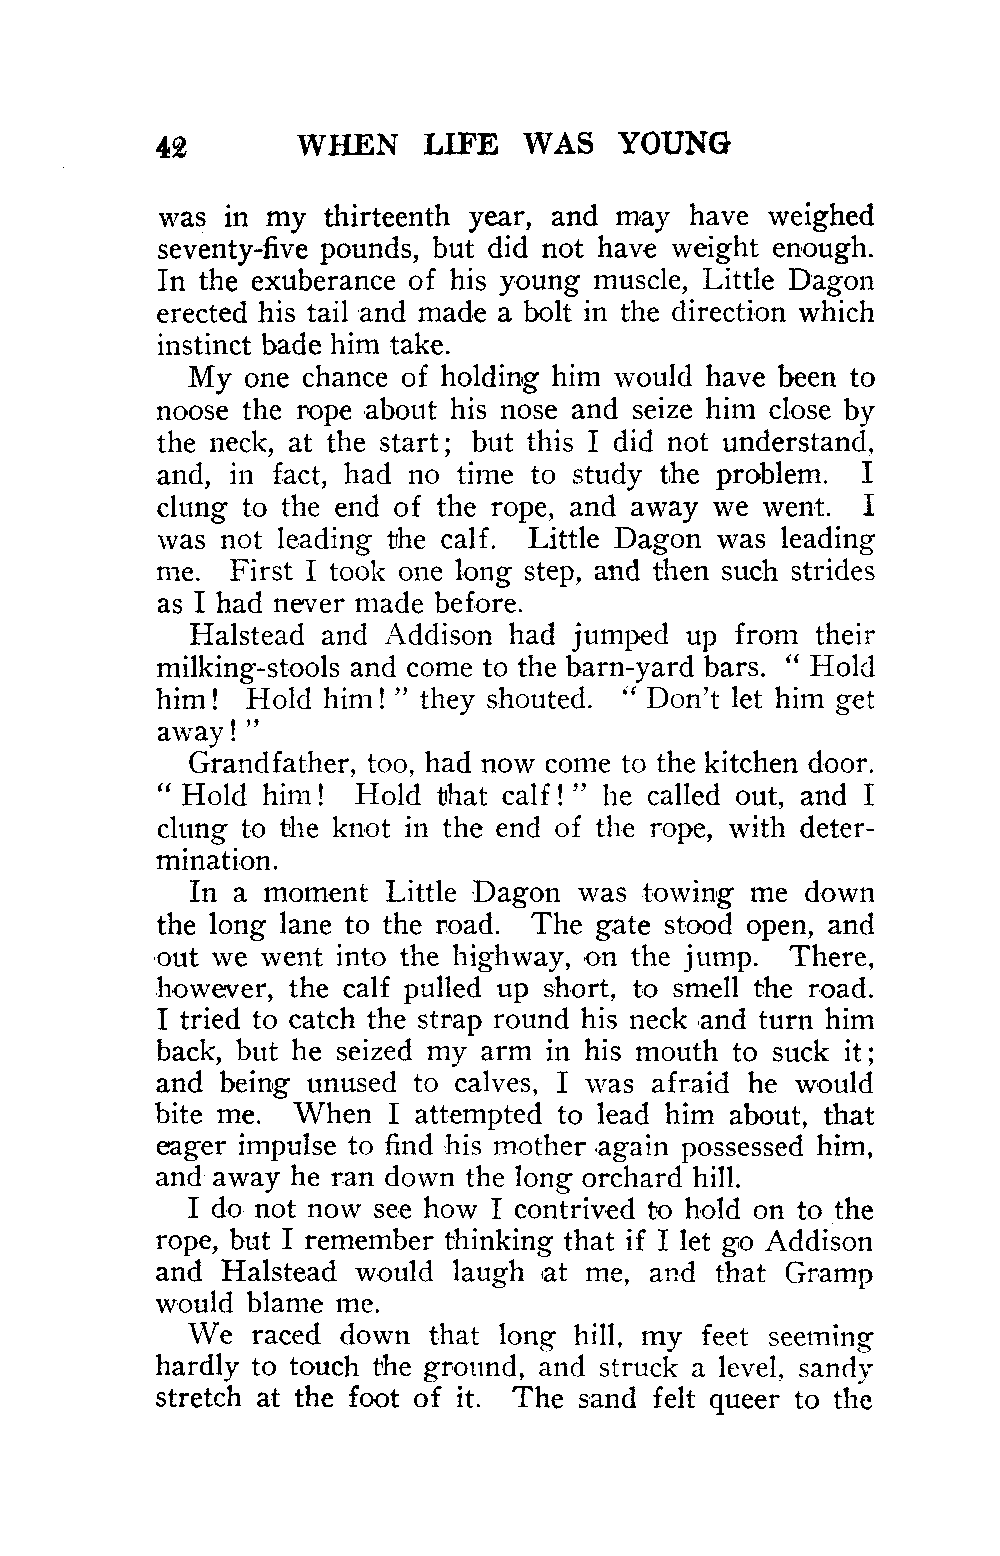 42 WHEN LIFE WAS YOUNG
was in my thirteenth year, and may have weighed
seventy-five pounds, but did not have weight enough.
In the exuberance of his young muscle, Little Dagon
erected his tail and made a bolt in the direction which
instinct bade him take.
My one chance of holding him would have been to
noose the rope about his nose and seize him close by
the neck, at the start; but this I did not understand,
and, in fact, had no time to study the problem. I
clung to the end of the rope, and away we went. I
was not leading the calf. Little Dagon was leading
me. First I took one long step, and then such strides
as I had never made before.
Halstead and Addison had jumped up from their
milking-stools and come to the barn-yard bars. “ Hold
him! Hold him! ” they shouted. “ Don't let him get
away! ”
Grandfather, too, had now come to the kitchen door.
“ Hold him! Hold that calf! ” he called out, and I
clung to the knot in the end of the rope, with deter-
mination.
In a moment Little Dagon was towing me down
the long lane to the road. The gate stood open, and
out we went into the highway, on the jump. There,
however, the calf pulled up short, to smell the road.
I tried to catch the strap round his neck and turn him
back, but he seized my arm in his mouth to suck it;
and being unused to calves, I was afraid he would
bite me. When I attempted to lead him about, that
eager impulse to find his mother again possessed him,
and away he ran down the long orchard hill.
I do not now see how I contrived to hold on to the
rope, but I remember thinking that if I let go Addison
and Halstead would laugh at me, and that Gramp
would blame me.
We raced down that long hill, my feet seeming
hardly to touch the ground, and struck a level, sandy
stretch at the foot of it. The sand felt queer to the